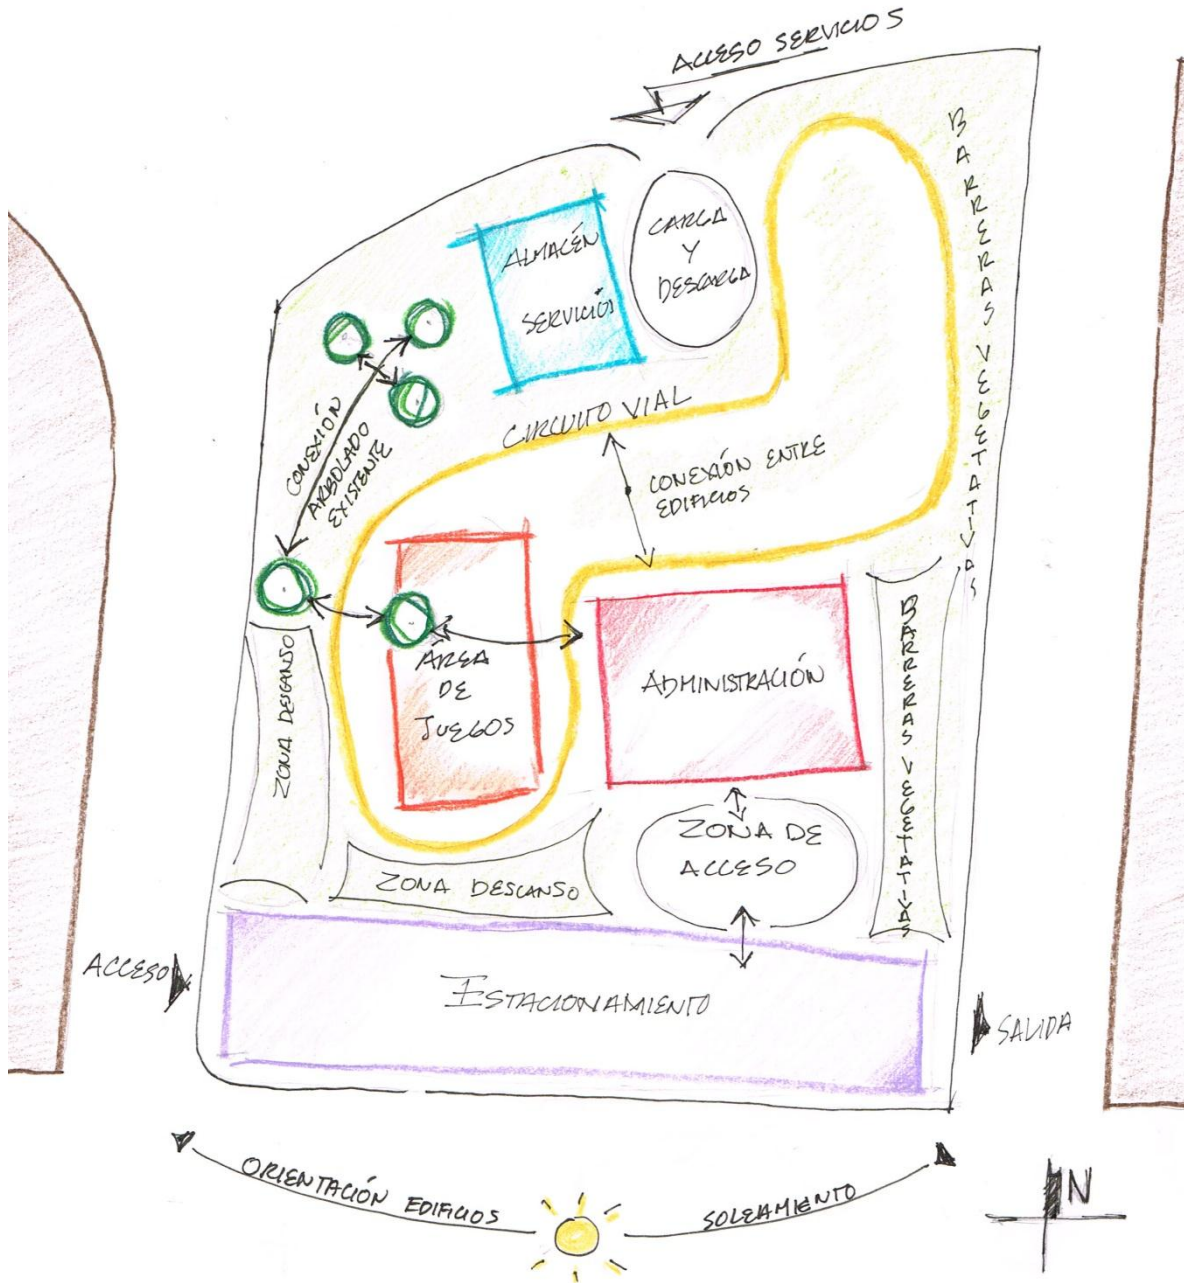 ACCESO SERVICIOS
BARRERAS VEGETATIVAS
CARGA
Y
DESCARGA
ALMACÉN
SERVICIÓS
CIRCUITO VIAL
CONEXIÓN
ARBOLADO
EXISTENTE
CONEXIÓN ENTRE
EDIFICIOS
ZONA DESCANSO
ÁREA
DE
JUEGOS
ADMINISTRACIÓN
BARRERAS VEGETATIVAS
ZONA DE
ACCESO
ZONA DESCANSO
ACCESO
ESTACIONAMIENTO
SALIDA
ORIENTACIÓN EDIFICIOS
SOLEAMIENTO
N